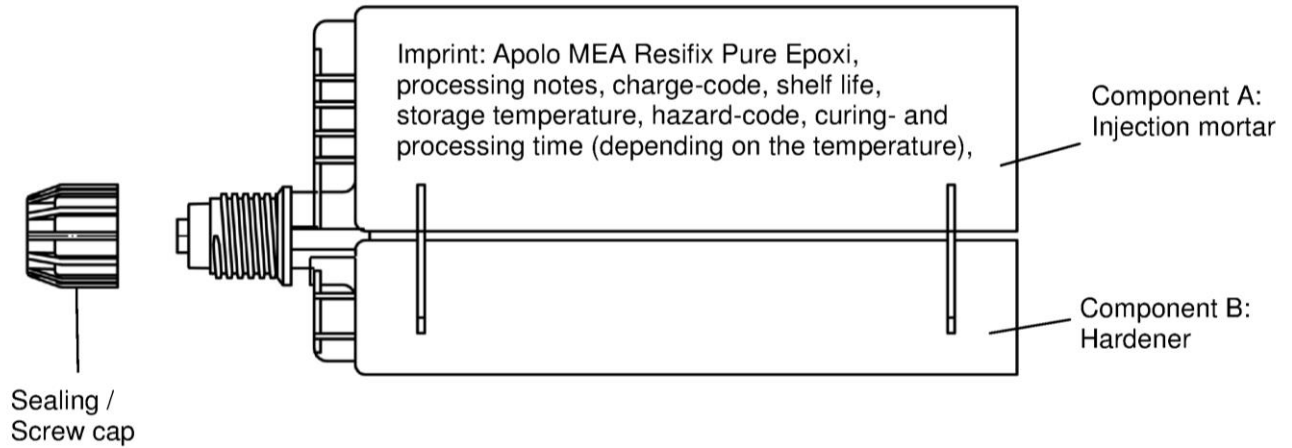 Imprint: Apolo MEA Resifix Pure Epoxi,
processing notes, charge-code, shelf life,
storage temperature, hazard-code, curing- and
processing time (depending on the temperature),
Component A:
Injection mortar
Component B:
Hardener
Sealing /
Screw cap